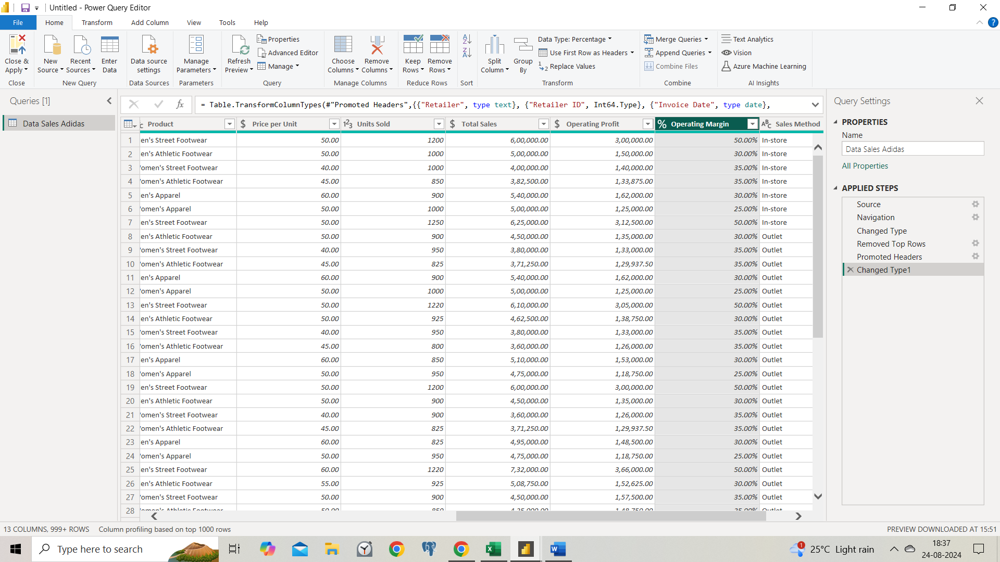 Untitled - Power Query Editor
File Home Transform Add Column View Tools Help
Close & Apply
Close
New Source Recent Sources Enter Data
New Query
Data source settings
Data Sources
Manage Parameters
Parameters
Refresh Preview
Properties
Advanced Editor
Manage
Query
Choose Columns Remove Columns
Manage Columns
Keep Rows Remove Rows
Reduce Rows
Sort
Split Column Group By
Data Type: Percentage
Use First Row as Headers
Replace Values
Transform
Merge Queries
Append Queries
Combine Files
Combine
Text Analytics
Vision
Azure Machine Learning
AI Insights
Queries [1]
Data Sales Adidas
fx = Table.TransformColumnTypes(#"Promoted Headers",{{"Retailer", type text}, {"Retailer ID", Int64.Type}, {"Invoice Date", type date},
Product $ Price per Unit 123 Units Sold $ Total Sales $ Operating Profit % Operating Margin ABC Sales Method
1 en's Street Footwear 50.00 1200 6,00,000.00 3,00,000.00 50.00% In-store
2 en's Athletic Footwear 50.00 1000 5,00,000.00 1,50,000.00 30.00% In-store
3 omen's Street Footwear 40.00 1000 4,00,000.00 1,40,000.00 35.00% In-store
4 omen's Athletic Footwear 45.00 850 3,82,500.00 1,33,875.00 35.00% In-store
5 en's Apparel 60.00 900 5,40,000.00 1,62,000.00 30.00% In-store
6 omen's Apparel 50.00 1000 5,00,000.00 1,25,000.00 25.00% In-store
7 en's Street Footwear 50.00 1250 6,25,000.00 3,12,500.00 50.00% In-store
8 en's Athletic Footwear 50.00 900 4,50,000.00 1,35,000.00 30.00% Outlet
9 omen's Street Footwear 40.00 950 3,80,000.00 1,33,000.00 35.00% Outlet
10 omen's Athletic Footwear 45.00 825 3,71,250.00 1,29,937.50 35.00% Outlet
11 en's Apparel 60.00 900 5,40,000.00 1,62,000.00 30.00% Outlet
12 omen's Apparel 50.00 1000 5,00,000.00 1,25,000.00 25.00% Outlet
13 en's Street Footwear 50.00 1220 6,10,000.00 3,05,000.00 50.00% Outlet
14 en's Athletic Footwear 50.00 925 4,62,500.00 1,38,750.00 30.00% Outlet
15 omen's Street Footwear 40.00 950 3,80,000.00 1,33,000.00 35.00% Outlet
16 omen's Athletic Footwear 45.00 800 3,60,000.00 1,26,000.00 35.00% Outlet
17 en's Apparel 60.00 850 5,10,000.00 1,53,000.00 30.00% Outlet
18 omen's Apparel 50.00 950 4,75,000.00 1,18,750.00 25.00% Outlet
19 en's Street Footwear 50.00 1200 6,00,000.00 3,00,000.00 50.00% Outlet
20 en's Athletic Footwear 50.00 900 4,50,000.00 1,35,000.00 30.00% Outlet
21 omen's Street Footwear 40.00 900 3,60,000.00 1,26,000.00 35.00% Outlet
22 omen's Athletic Footwear 45.00 825 3,71,250.00 1,29,937.50 35.00% Outlet
23 en's Apparel 60.00 825 4,95,000.00 1,48,500.00 30.00% Outlet
24 omen's Apparel 50.00 950 4,75,000.00 1,18,750.00 25.00% Outlet
25 en's Street Footwear 60.00 1220 7,32,000.00 3,66,000.00 50.00% Outlet
26 en's Athletic Footwear 55.00 925 5,08,750.00 1,52,625.00 30.00% Outlet
27 omen's Street Footwear 50.00 900 4,50,000.00 1,57,500.00 35.00% Outlet
28
Query Settings
PROPERTIES
Name
Data Sales Adidas
All Properties
APPLIED STEPS
Source
Navigation
Changed Type
Removed Top Rows
Promoted Headers
Changed Type1
13 COLUMNS, 999+ ROWS Column profiling based on top 1000 rows PREVIEW DOWNLOADED AT 15:51
Type here to search
1 25°C Light rain
18:37
24-08-2024